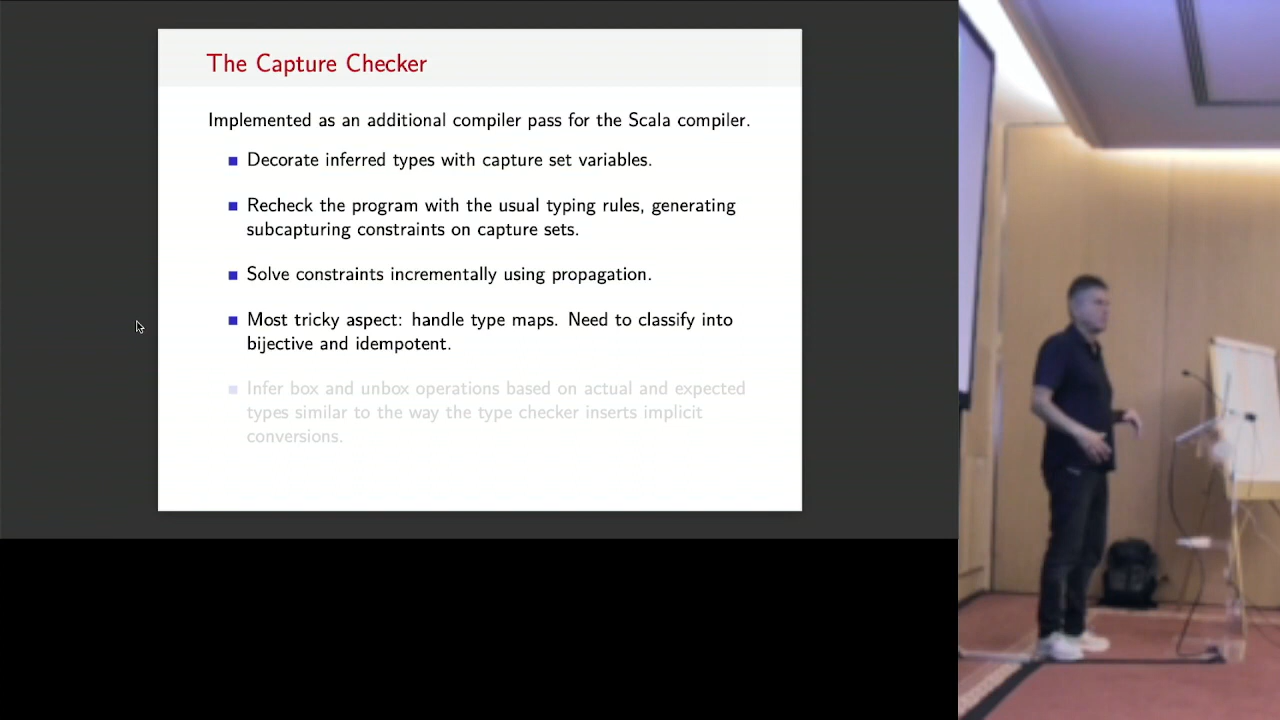 The Capture Checker
Implemented as an additional compiler pass for the Scala compiler.
Decorate inferred types with capture set variables.
Recheck the program with the usual typing rules, generating
subcapturing constraints on capture sets.
Solve constraints incrementally using propagation.
Most tricky aspect: handle type maps. Need to classify into
bijective and idempotent.
Infer box and unbox operations based on actual and expected
types similar to the way the type checker inserts implicit
conversions.